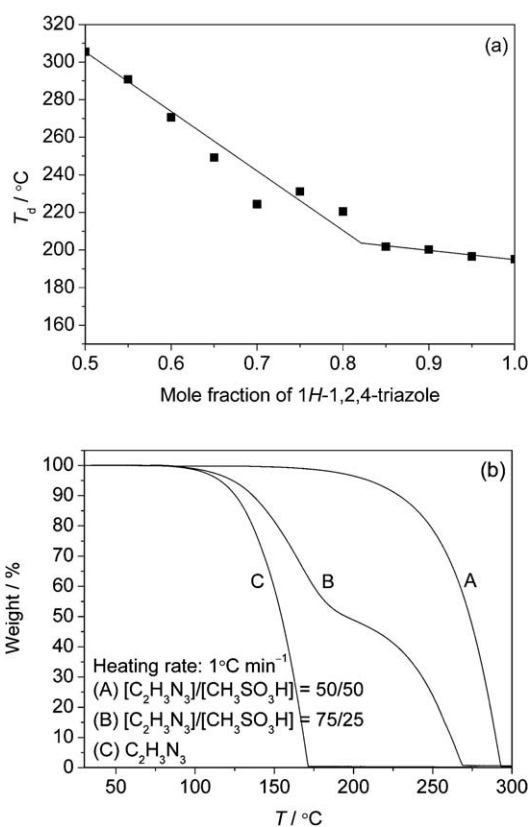 (a)
320
300
280
260
240
220
200
180
160
T_d / °C
0.5 0.6 0.7 0.8 0.9 1.0
Mole fraction of 1H-1,2,4-triazole
(b)
100
90
80
70
60
50
40
30
20
10
0
Weight / %
C B A
Heating rate: 1°C min⁻¹
(A) [C₂H₃N₃]/[CH₃SO₃H] = 50/50
(B) [C₂H₃N₃]/[CH₃SO₃H] = 75/25
(C) C₂H₃N₃
50 100 150 200 250 300
T / °C